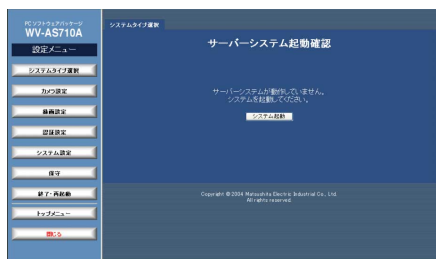 PCソフトウェアパッケージ
WV-AS710A
設定メニュー
システムタイプ選択
カメラ設定
録画設定
認証設定
システム設定
保守
終了・再起動
トップメニュー
閉じる
システムタイプ選択
サーバーシステム起動確認
サーバーシステムが動作していません。
システムを起動してください。
システム起動
Copyright © 2004 Matsushita Electric Industrial Co., Ltd.
All rights reserved.